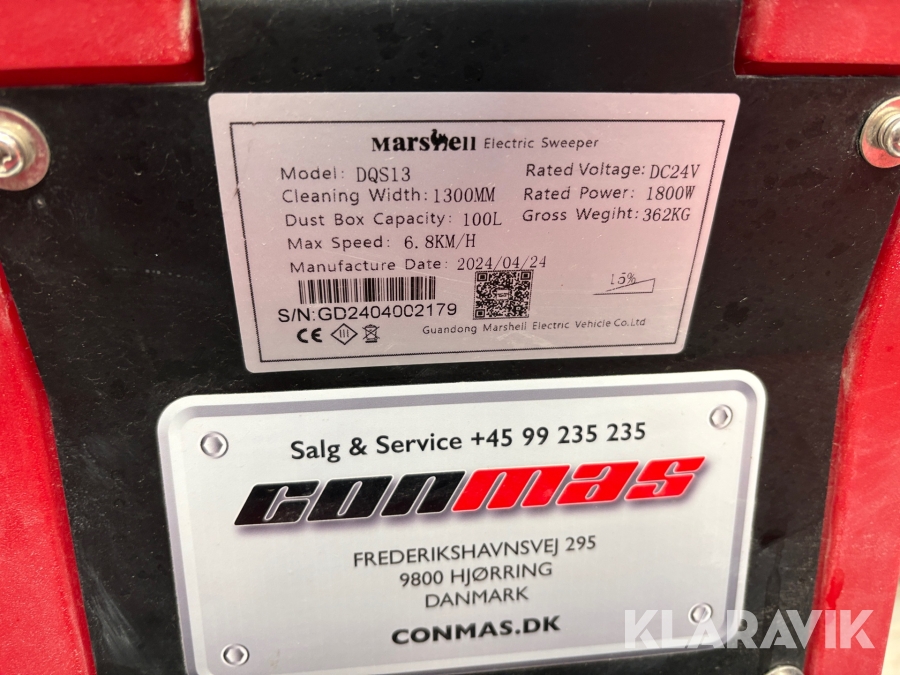 Marshell Electric Sweeper
Model: DQS13 Rated Voltage: DC24V
Cleaning Width: 1300MM Rated Power: 1800W
Dust Box Capacity: 100L Gross Wegiht: 362KG
Max Speed: 6.8KM/H
Manufacture Date: 2024/04/24
15%
S/N:GD2404002179
CE
Guandong Marshell Electric Vehicle Co.Ltd
Salg & Service +45 99 235 235
conmas
FREDERIKSHAVNSVEJ 295
9800 HJØRRING
DANMARK
CONMAS.DK
KLARAVIK